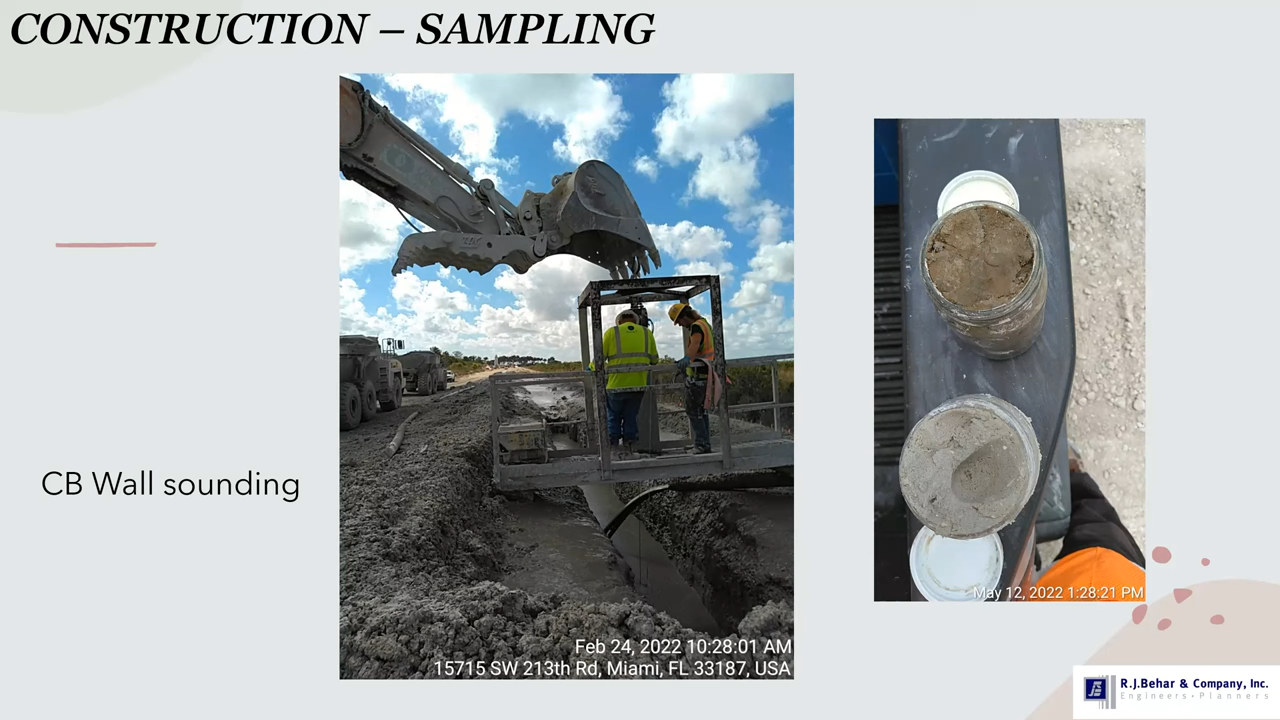 CONSTRUCTION – SAMPLING
CB Wall sounding
Feb 24, 2022 10:28:01 AM
15715 SW 213th Rd, Miami, FL 33187, USA
May 12, 2022 1:28:21 PM
R.J.Behar & Company, Inc.
Engineers•Planners